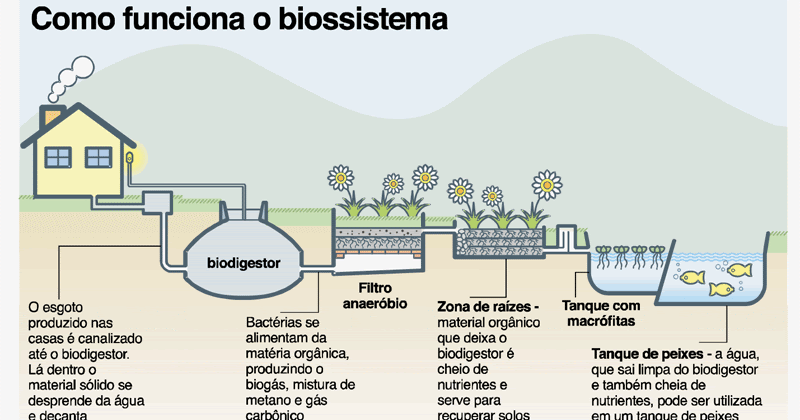 Como funciona o biossistema
biodigestor
Filtro
anaeróbio
O esgoto
produzido nas
casas é canalizado
até o biodigestor.
Lá dentro o
material sólido se
desprende da água
e decanta
Bactérias se
alimentam da
matéria orgânica,
produzindo o
biogás, mistura de
metano e gás
carbônico
Zona de raízes -
material orgânico
que deixa o
biodigestor é
cheio de
nutrientes e
serve para
recuperar solos
Tanque com
macrófitas
Tanque de peixes - a água,
que sai limpa do biodigestor
e também cheia de
nutrientes, pode ser utilizada
em um tanque de peixes